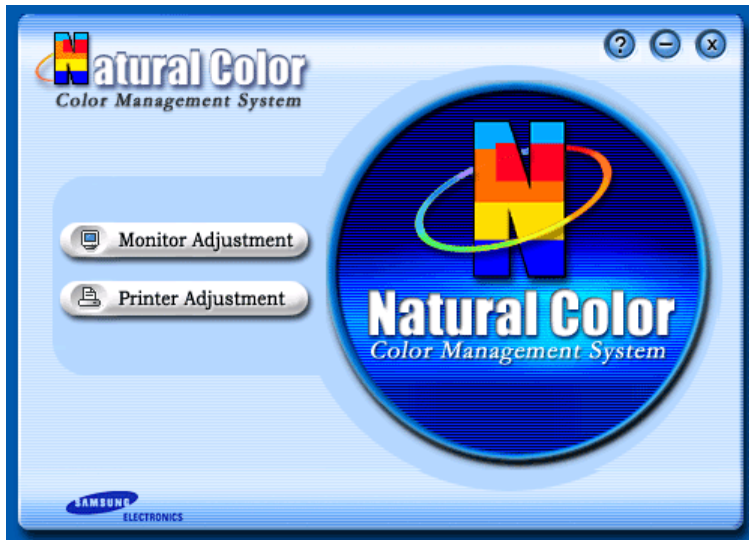 Natural Color
Color Management System
? – x
Monitor Adjustment
Printer Adjustment
N
Natural Color
Color Management System
SAMSUNG
ELECTRONICS